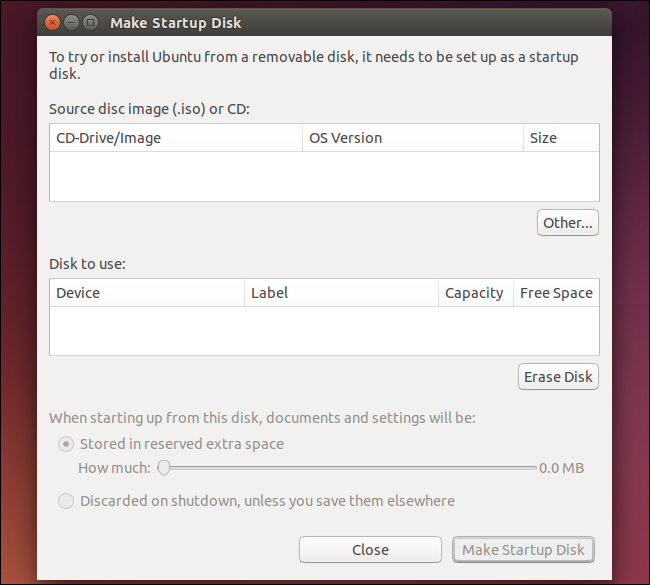 Make Startup Disk
To try or install Ubuntu from a removable disk, it needs to be set up as a startup
disk.
Source disc image (.iso) or CD:
CD-Drive/Image OS Version Size
Other...
Disk to use:
Device Label Capacity Free Space
Erase Disk
When starting up from this disk, documents and settings will be:
Stored in reserved extra space
How much: 0.0 MB
Discarded on shutdown, unless you save them elsewhere
Close Make Startup Disk